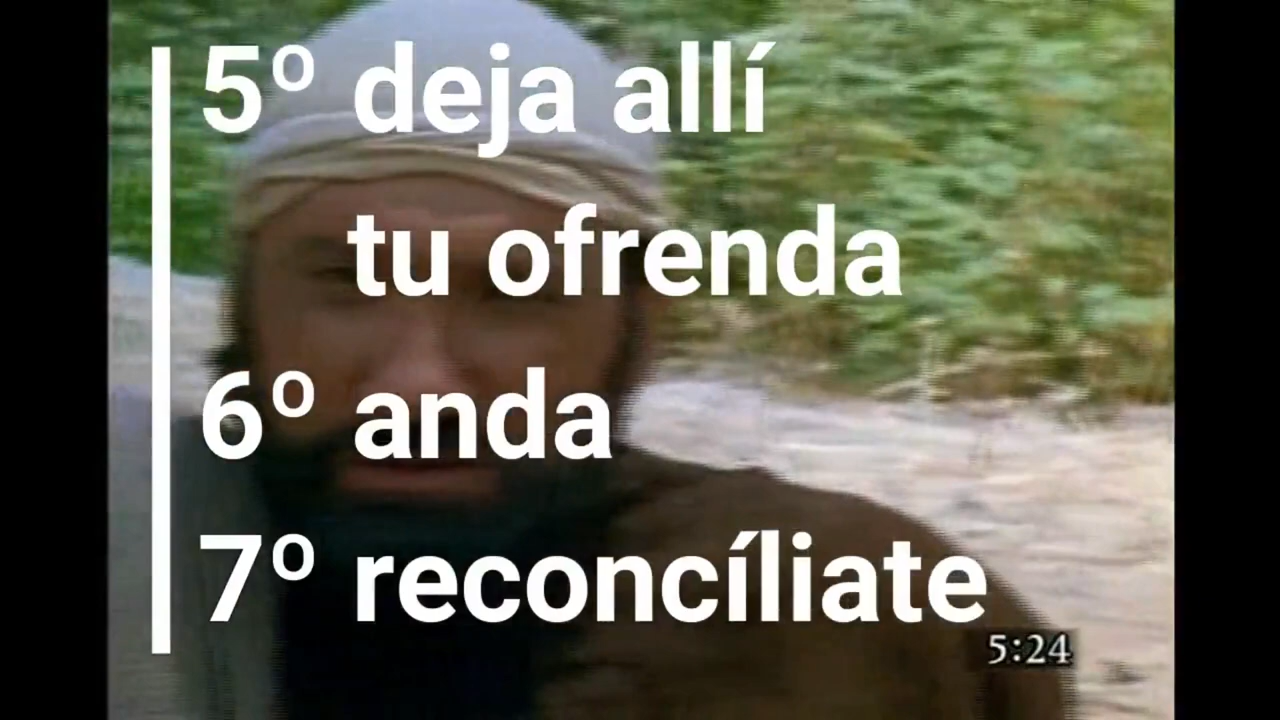 5º deja allí
tu ofrenda
6º anda
7º reconcíliate
5:24